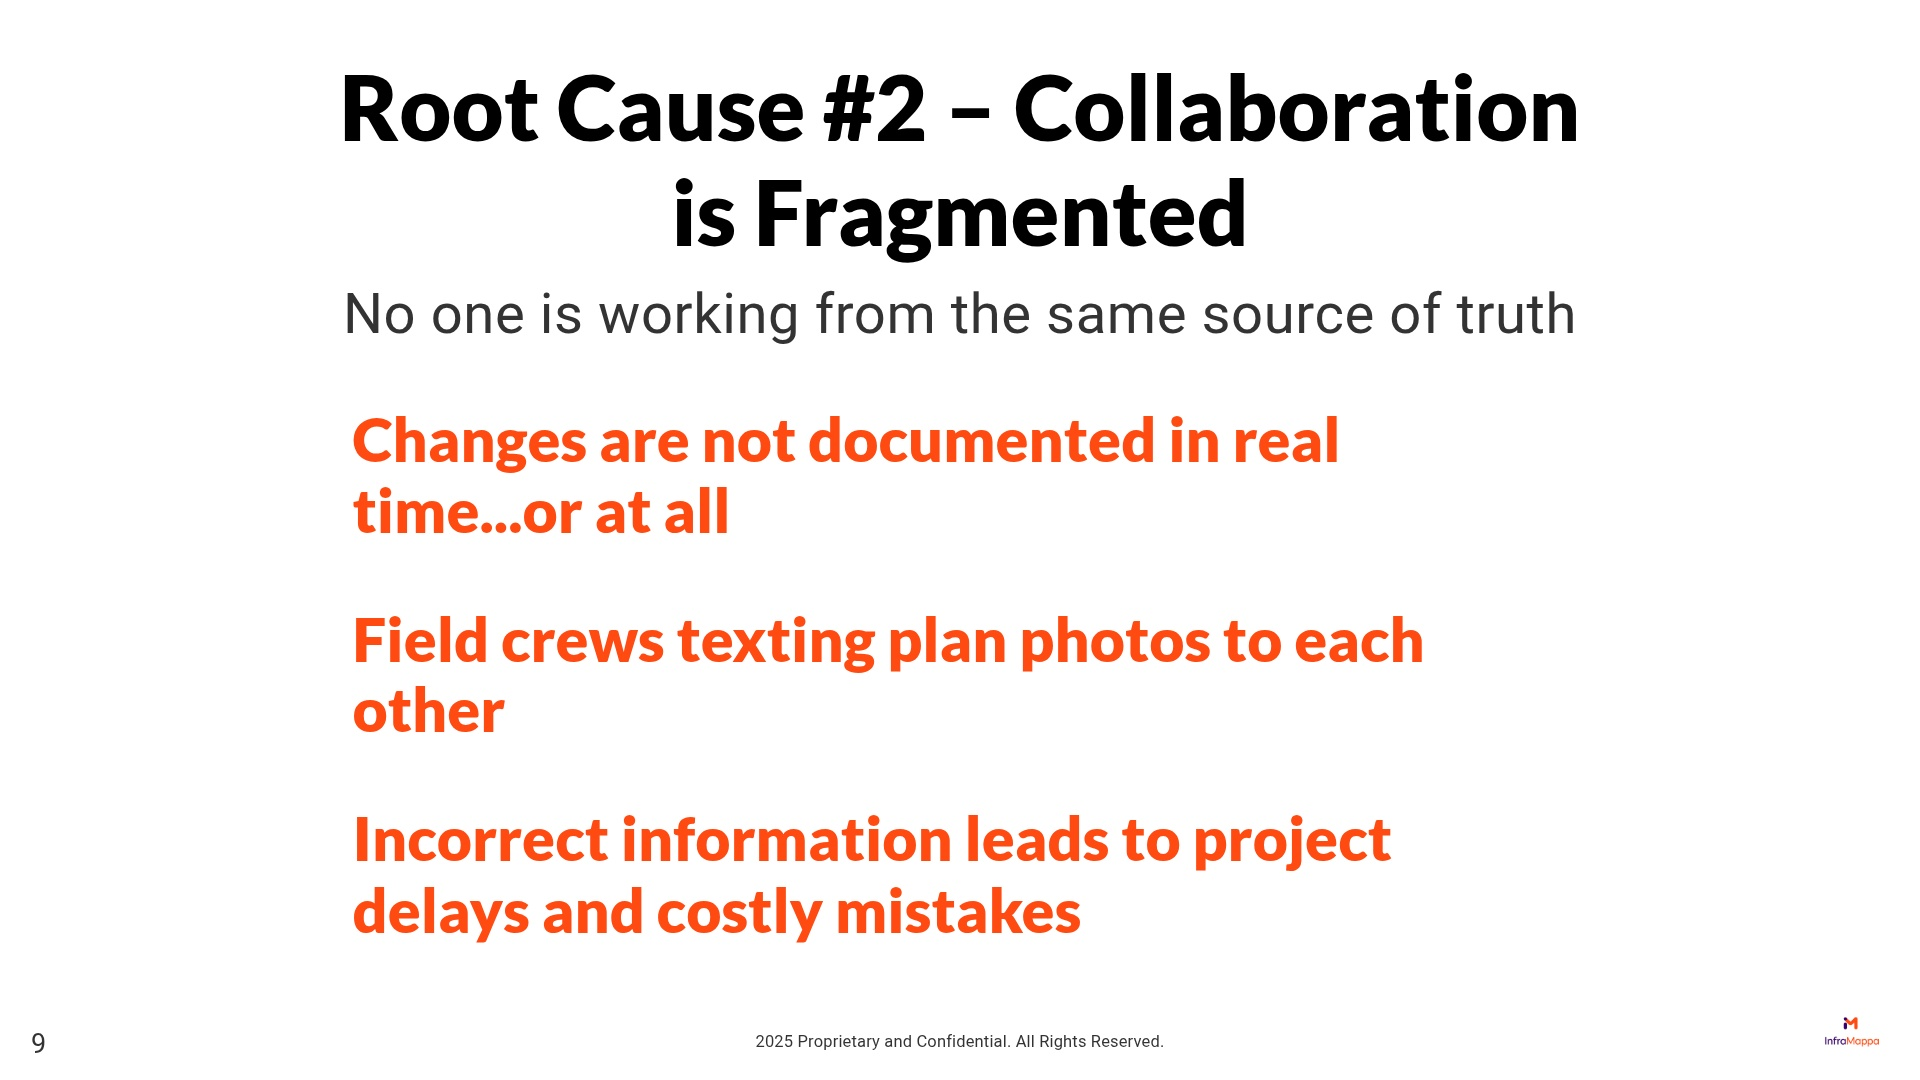 Root Cause #2 – Collaboration
is Fragmented
No one is working from the same source of truth
Changes are not documented in real
time...or at all
Field crews texting plan photos to each
other
Incorrect information leads to project
delays and costly mistakes
9
2025 Proprietary and Confidential. All Rights Reserved.
InfraMappa